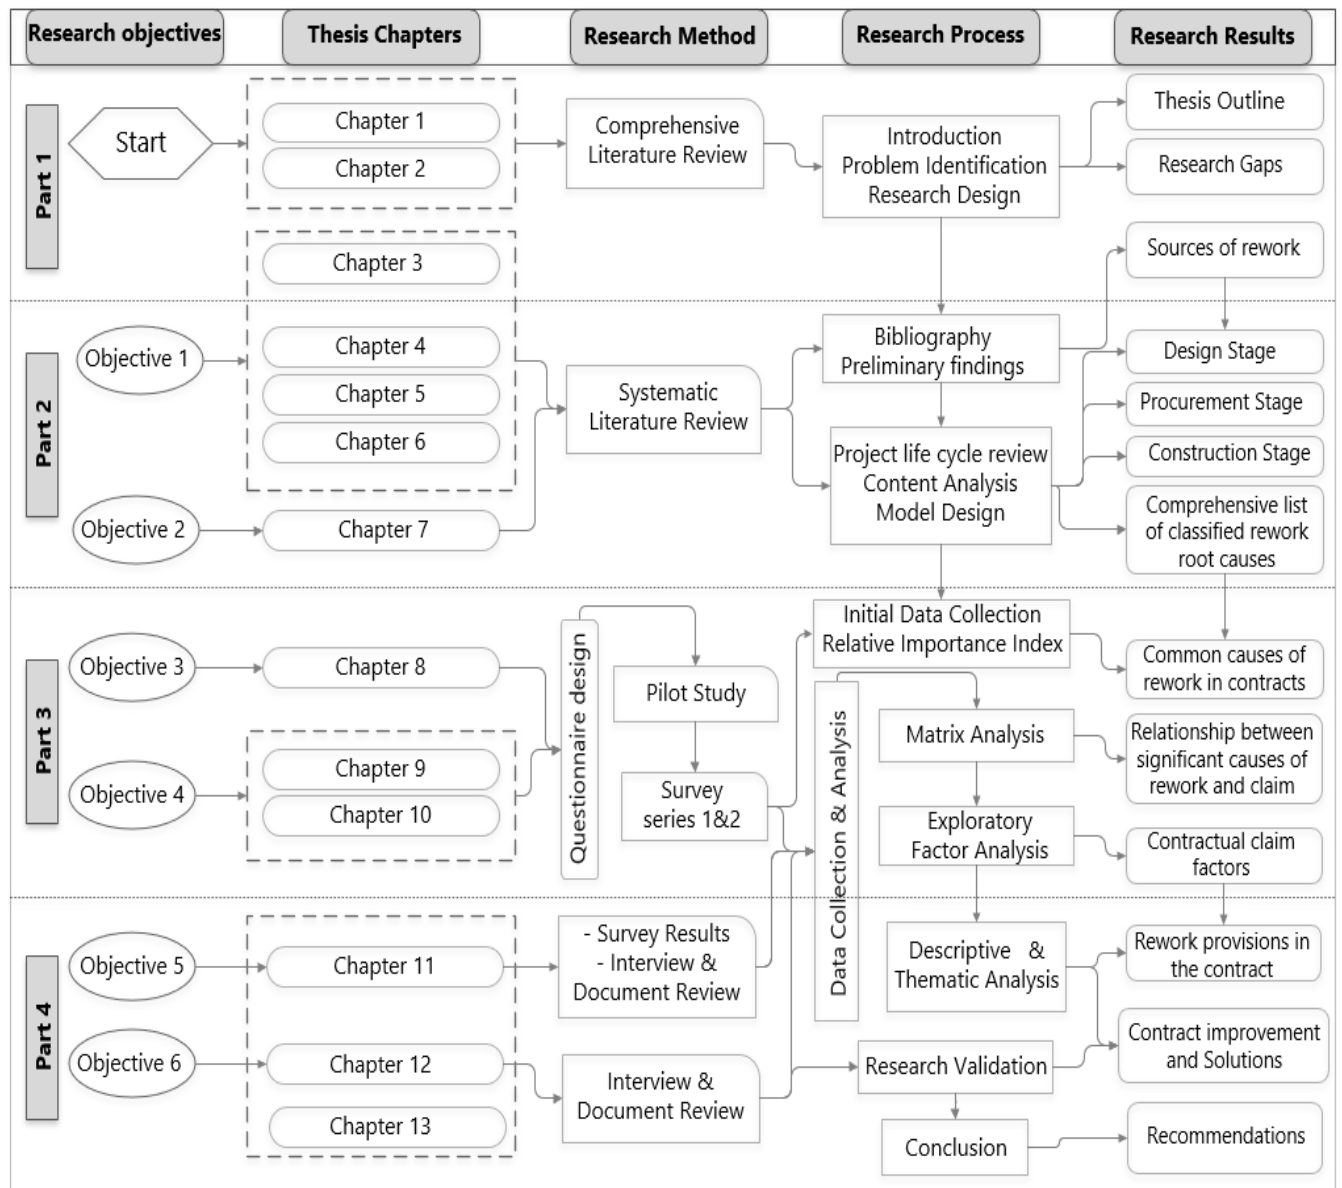 Research objectives
Thesis Chapters
Research Method
Research Process
Research Results
Part 1
Start
Chapter 1
Chapter 2
Comprehensive
Literature Review
Introduction
Problem Identification
Research Design
Thesis Outline
Research Gaps
Chapter 3
Sources of rework
Part 2
Objective 1
Chapter 4
Chapter 5
Chapter 6
Systematic
Literature Review
Bibliography
Preliminary findings
Design Stage
Procurement Stage
Construction Stage
Objective 2
Chapter 7
Project life cycle review
Content Analysis
Model Design
Comprehensive list
of classified rework
root causes
Part 3
Objective 3
Chapter 8
Questionnaire design
Pilot Study
Survey
series 1&2
Initial Data Collection
Relative Importance Index
Common causes of
rework in contracts
Objective 4
Chapter 9
Chapter 10
Data Collection & Analysis
Matrix Analysis
Relationship between
significant causes of
rework and claim
Exploratory
Factor Analysis
Contractual claim
factors
Part 4
Objective 5
Chapter 11
- Survey Results
- Interview &
Document Review
Descriptive &
Thematic Analysis
Rework provisions in
the contract
Objective 6
Chapter 12
Chapter 13
Interview &
Document Review
Research Validation
Contract improvement
and Solutions
Conclusion
Recommendations